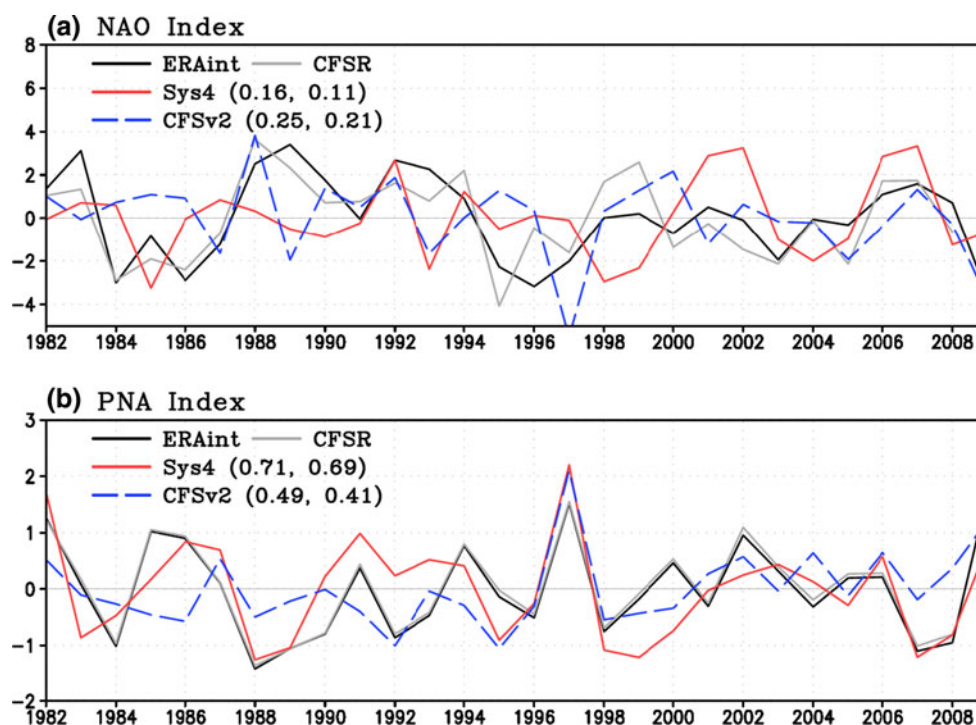 (a) NAO Index
8
ERAint CFSR
6
Sys4 (0.16, 0.11)
CFSv2 (0.25, 0.21)
4
2
0
−2
−4
1982 1984 1986 1988 1990 1992 1994 1996 1998 2000 2002 2004 2006 2008
(b) PNA Index
3
ERAint CFSR
Sys4 (0.71, 0.69)
2
CFSv2 (0.49, 0.41)
1
0
−1
−2
1982 1984 1986 1988 1990 1992 1994 1996 1998 2000 2002 2004 2006 2008